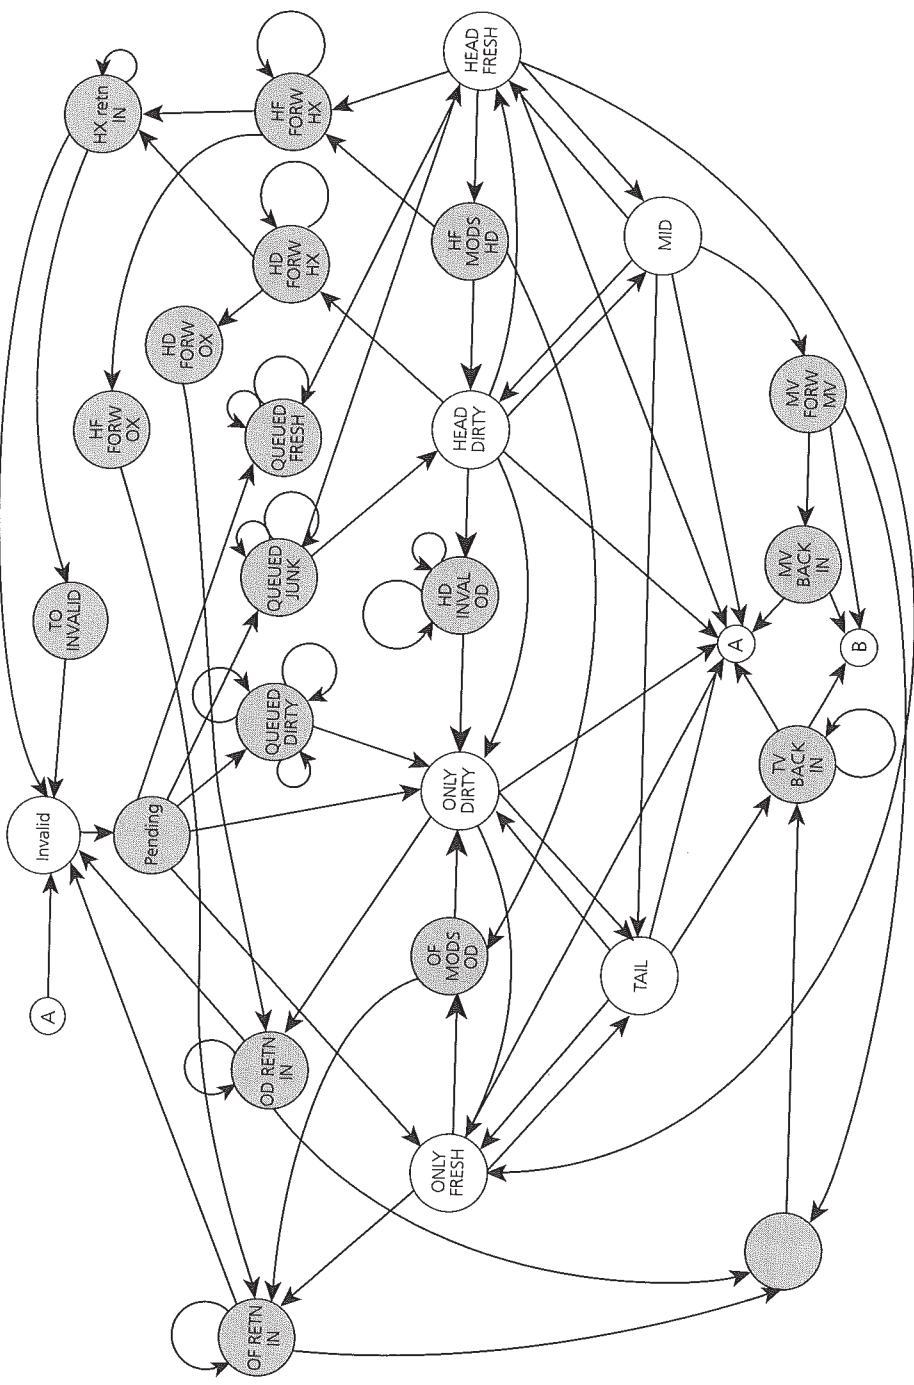 HEAD
FRESH
HX retn
IN
HF
FORW
HX
HF
MODS
HD
MID
HD
FORW
HX
HD
FORW
OX
HF
FORW
OX
QUEUED
FRESH
HEAD
DIRTY
MV
FORW
MV
TO
INVALID
QUEUED
JUNK
HD
INVAL
OD
MV
BACK
IN
A
B
QUEUED
DIRTY
TV
BACK
IN
Invalid
Pending
ONLY
DIRTY
OF
MODS
OD
TAIL
A
OD RETN
IN
ONLY
FRESH
OF RETN
IN